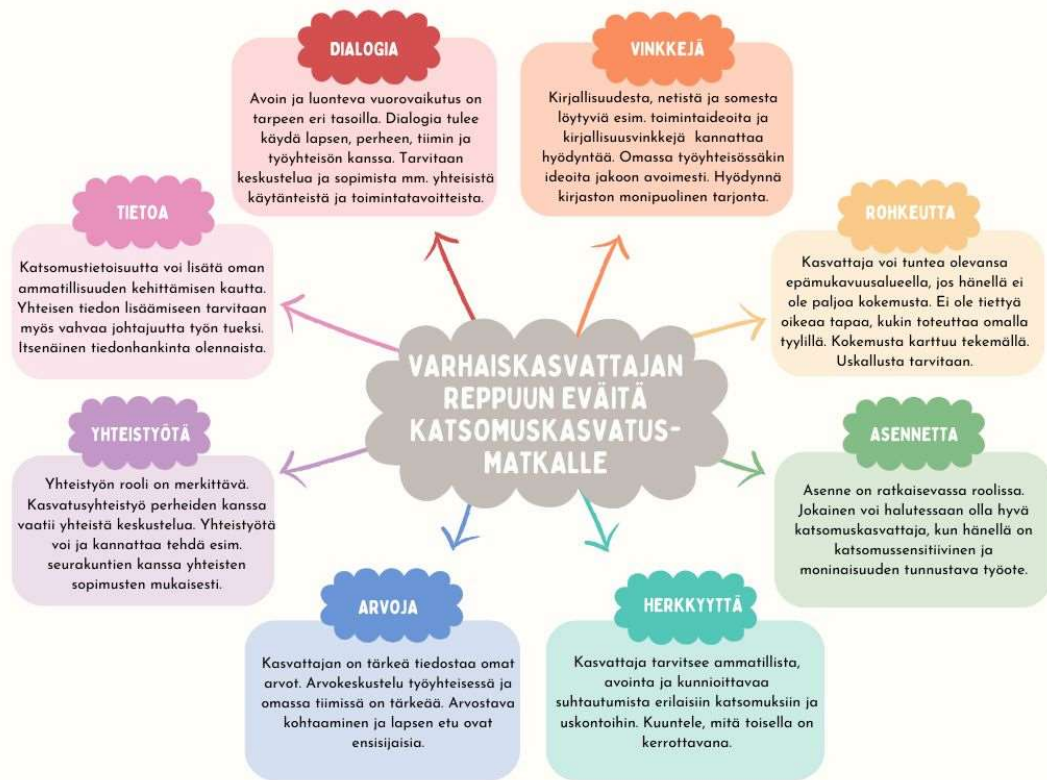 DIALOGIA
Avoin ja luonteva vuorovaikutus on
tarpeen eri tasoilla. Dialogia tulee
käydä lapsen, perheen, tiimin ja
työyhteisön kanssa. Tarvitaan
keskustelua ja sopimista mm. yhteisistä
käytänteistä ja toimintatavoitteista.
VINKKEJÄ
Kirjallisuudesta, netistä ja somesta
löytyviä esim. toimintaideoita ja
kirjallisuusvinkkejä kannattaa
hyödyntää. Omassa työyhteisössäkin
ideoita jakoon avoimesti. Hyödynnä
kirjaston monipuolinen tarjonta.
TIETOA
Katsomustietoisuutta voi lisätä oman
ammatillisuuden kehittämisen kautta.
Yhteisen tiedon lisäämiseen tarvitaan
myös vahvaa johtajuutta työn tueksi.
Itsenäinen tiedonhankinta olennaista.
ROHKEUTTA
Kasvattaja voi tuntea olevansa
epämukavuusalueella, jos hänellä ei
ole paljoa kokemusta. Ei ole tiettyä
oikeaa tapaa, kukin toteuttaa omalla
tyylillä. Kokemusta karttuu tekemällä.
Uskallusta tarvitaan.
VARHAISKASVATTAJAN
REPPUUN EVÄITÄ
KATSOMUSKASVATUS-
MATKALLE
YHTEISTYÖTÄ
Yhteistyön rooli on merkittävä.
Kasvatusyhteistyö perheiden kanssa
vaatii yhteistä keskustelua. Yhteistyötä
voi ja kannattaa tehdä esim.
seurakuntien kanssa yhteisten
sopimusten mukaisesti.
ASENNETTA
Asenne on ratkaisevassa roolissa.
Jokainen voi halutessaan olla hyvä
katsomuskasvattaja, kun hänellä on
katsomussensitiivinen ja
moninaisuuden tunnustava työote.
ARVOJA
Kasvattajan on tärkeä tiedostaa omat
arvot. Arvokeskustelu työyhteisessä ja
omassa tiimissä on tärkeää. Arvostava
kohtaaminen ja lapsen etu ovat
ensisijaisia.
HERKKYYTTÄ
Kasvattaja tarvitsee ammatillista,
avointa ja kunnioittavaa
suhtautumista erilaisiin katsomuksiin ja
uskontoihin. Kuuntele, mitä toisella on
kerrottavana.